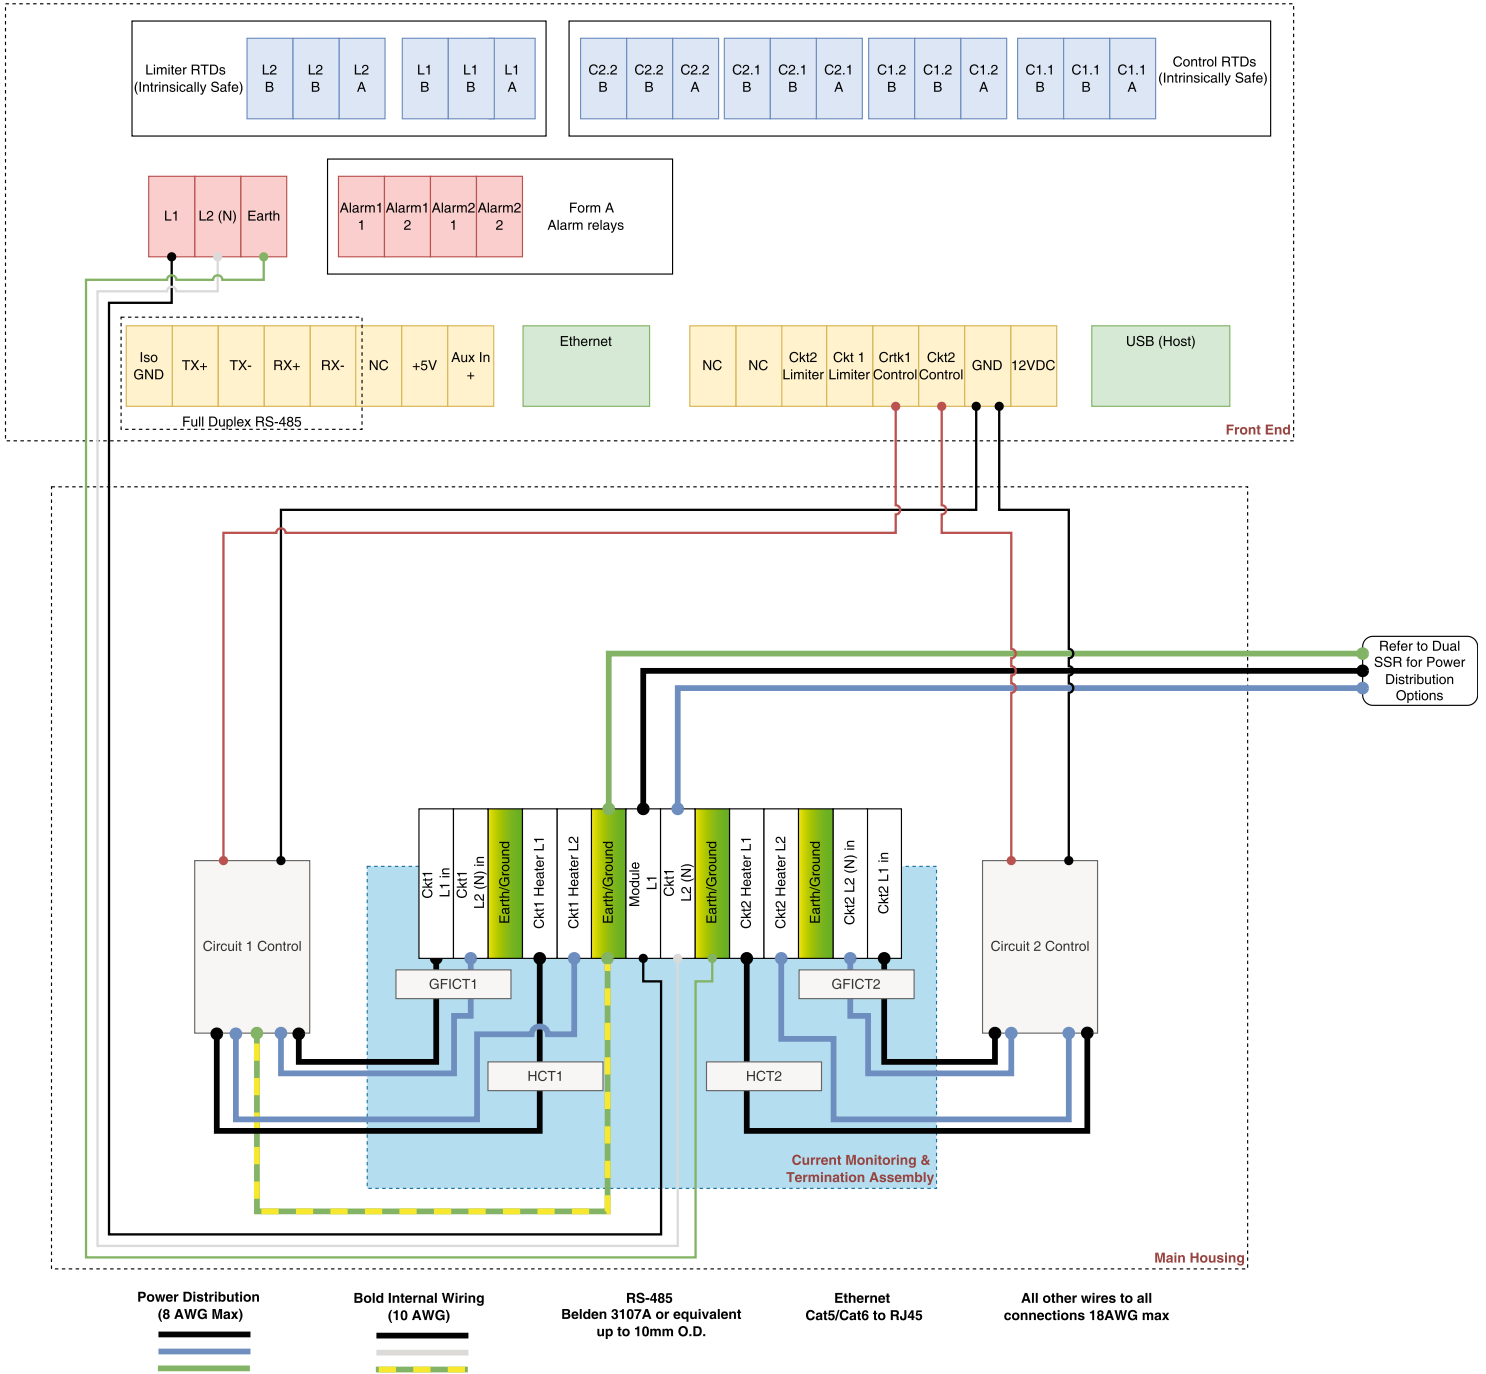 Limiter RTDs
(Intrinsically Safe)
L2
B
L2
B
L2
A
L1
B
L1
B
L1
A
C2.2
B
C2.2
B
C2.2
A
C2.1
B
C2.1
B
C2.1
A
C1.2
B
C1.2
B
C1.2
A
C1.1
B
C1.1
B
C1.1
A
Control RTDs
(Intrinsically Safe)
L1
L2 (N)
Earth
Alarm1
1
Alarm1
2
Alarm2
1
Alarm2
2
Form A
Alarm relays
Iso
GND
TX+
TX-
RX+
RX-
NC
+5V
Aux In
+
Full Duplex RS-485
Ethernet
NC
NC
Ckt2
Limiter
Ckt 1
Limiter
Crtk1
Control
Ckt2
Control
GND
12VDC
USB (Host)
Front End
Refer to Dual
SSR for Power
Distribution
Options
Ckt1
L1 in
Ckt1
L2 (N) in
Earth/Ground
Ckt1 Heater L1
Ckt1 Heater L2
Earth/Ground
Module
L1
Ckt1
L2 (N)
Earth/Ground
Ckt2 Heater L1
Ckt2 Heater L2
Earth/Ground
Ckt2 L2 (N) in
Ckt2 L1 in
Circuit 1 Control
Circuit 2 Control
GFICT1
GFICT2
HCT1
HCT2
Current Monitoring &
Termination Assembly
Main Housing
Power Distribution
(8 AWG Max)
Bold Internal Wiring
(10 AWG)
RS-485
Belden 3107A or equivalent
up to 10mm O.D.
Ethernet
Cat5/Cat6 to RJ45
All other wires to all
connections 18AWG max